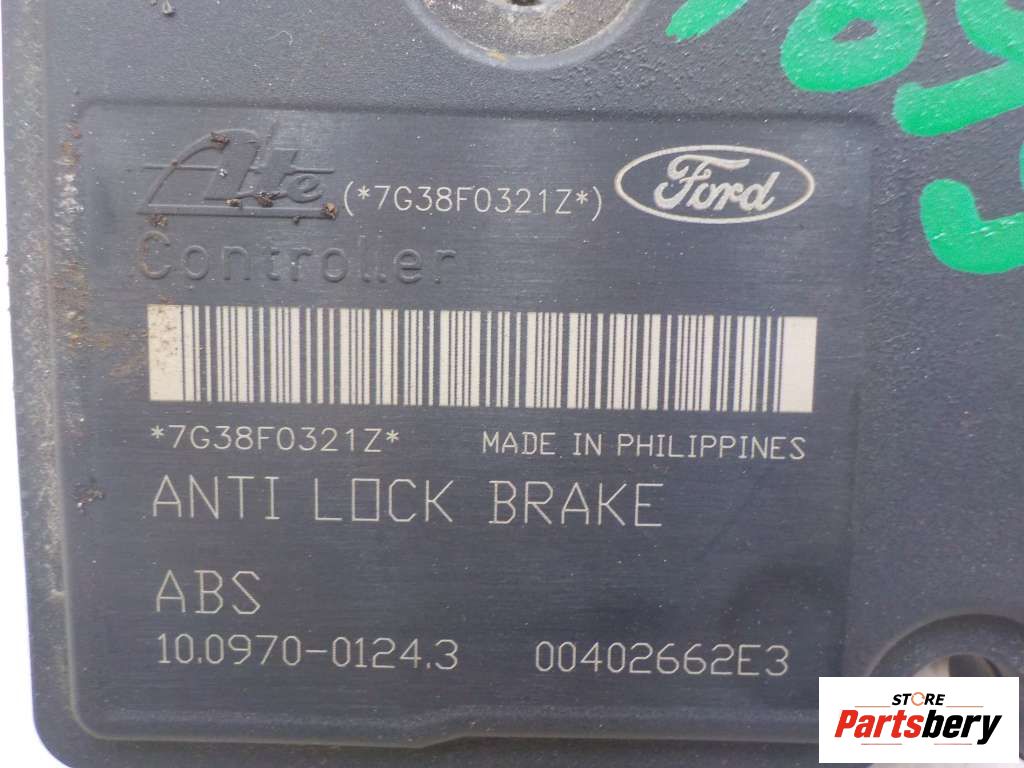 Ate (*7G38F0321Z*) Ford
Controller
*7G38F0321Z* MADE IN PHILIPPINES
ANTI LOCK BRAKE
ABS
10.0970-0124.3 00402662E3
STORE
Partsbery